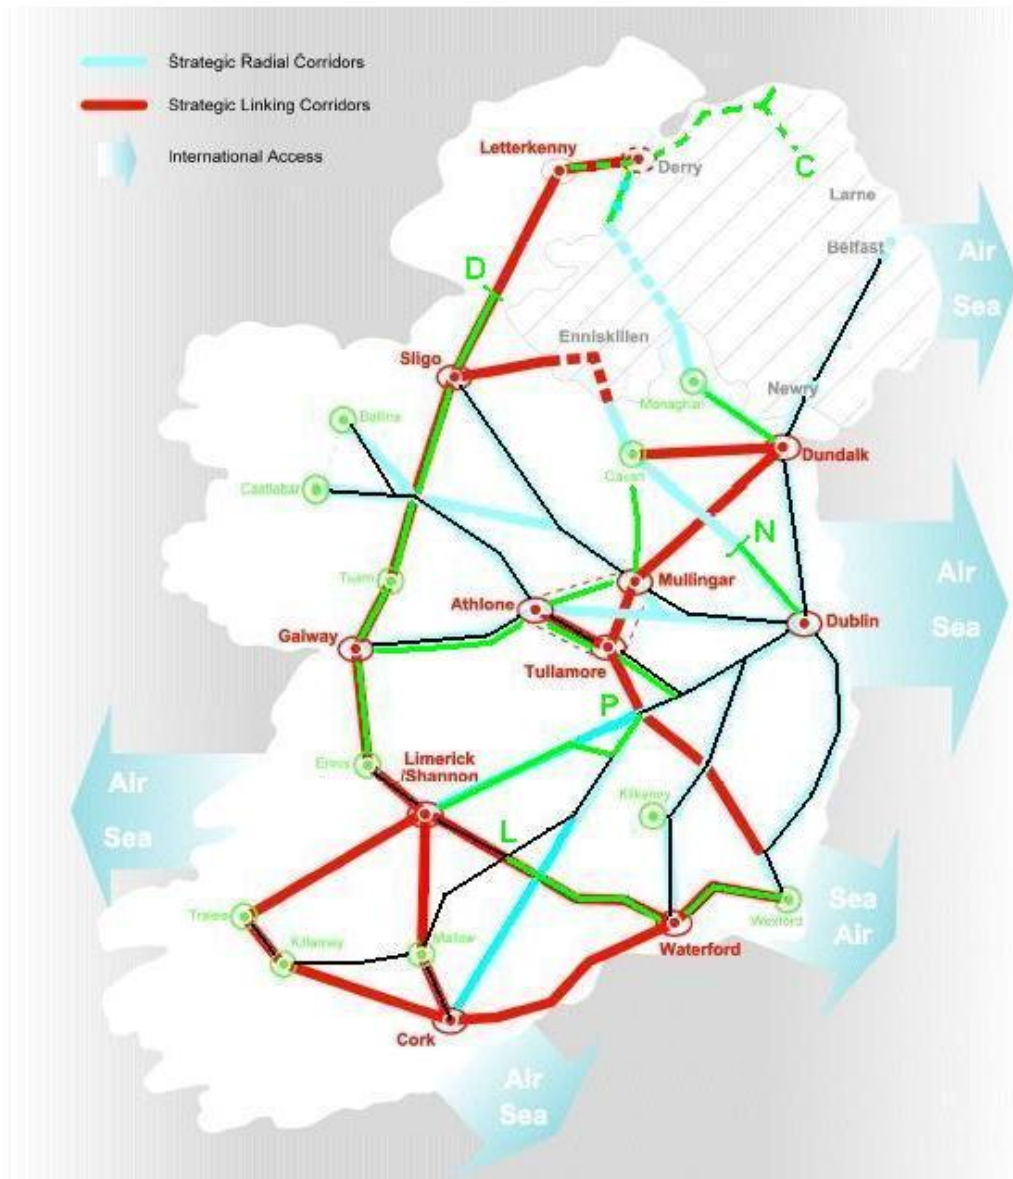 Strategic Radial Corridors
Strategic Linking Corridors
International Access
Letterkenny
Derry
C
Larne
Belfast
Air
Sea
D
Enniskillen
Sligo
Monaghan
Newry
Ballina
Dundalk
Cavan
Castlebar
N
Tuam
Mullingar
Athlone
Air
Sea
Dublin
Galway
Tullamore
P
Ennis
Limerick
/Shannon
Air
Sea
Kilkenny
L
Tralee
Wexford
Sea
Air
Killarney
Mallow
Waterford
Cork
Air
Sea